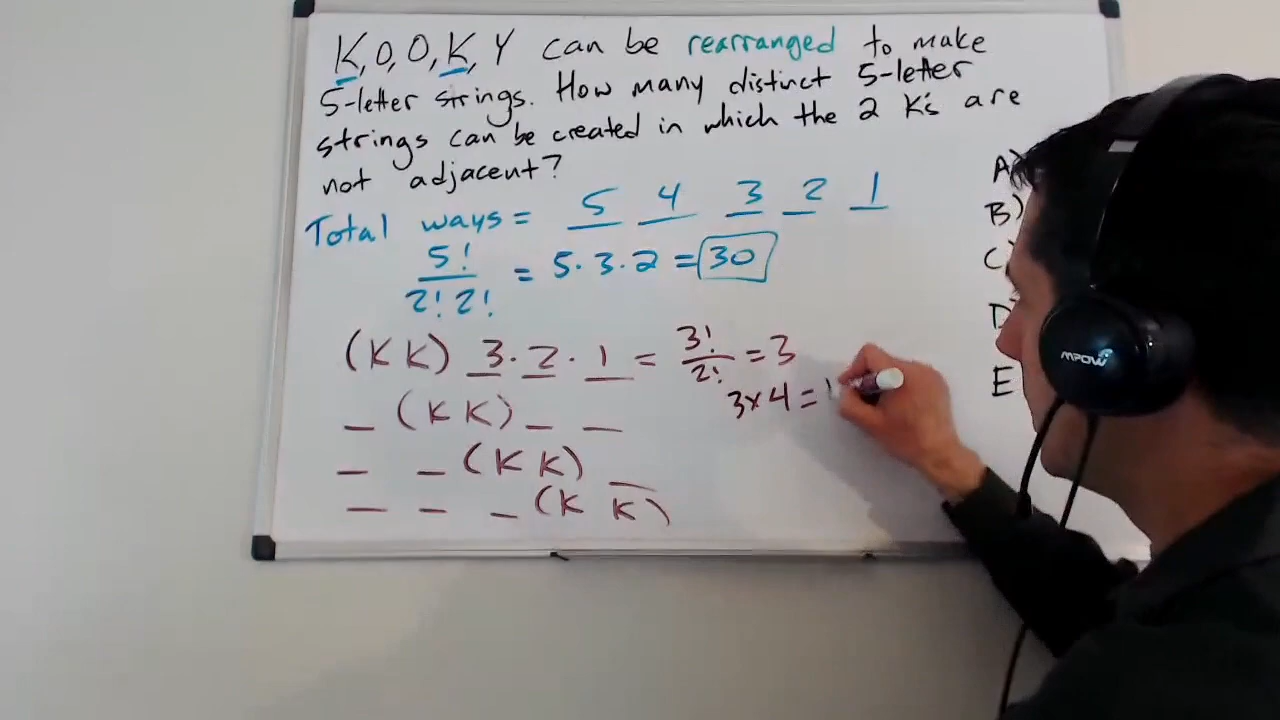 K, O, O, K, Y can be rearranged to make
5-letter strings. How many distinct 5-letter
strings can be created in which the 2 K's are
not adjacent?
Total ways = 5 4 3 2 1
5!
2! 2!
= 5·3·2 = 30
(K K) 3·2·1 = 3!/2! = 3
3x4=1
_ (K K) _ _
_ _ (K K) _
_ _ _ (K K)
A)
B)
C)
D)
E
MPOW